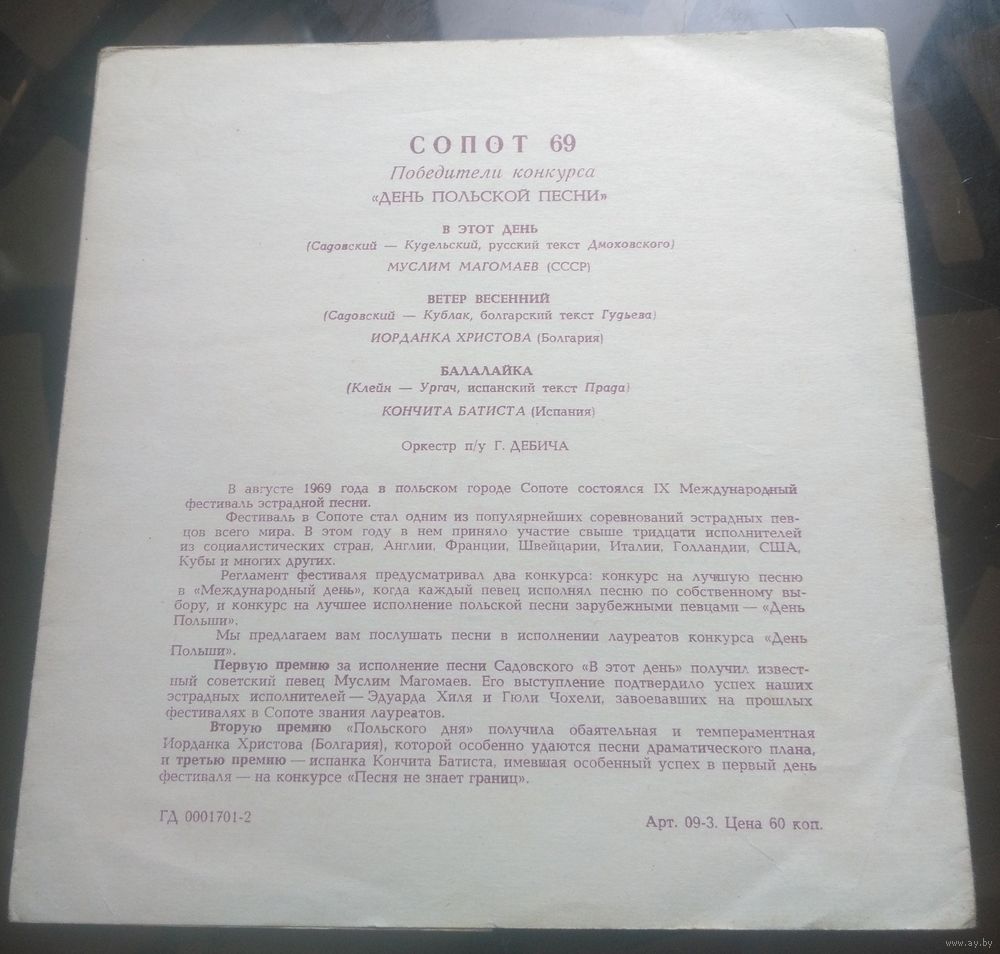 СОПОТ 69
Победители конкурса
«ДЕНЬ ПОЛЬСКОЙ ПЕСНИ»
В ЭТОТ ДЕНЬ
(Садовский — Кудельский, русский текст Дмоховского)
МУСЛИМ МАГОМАЕВ (СССР)
ВЕТЕР ВЕСЕННИЙ
(Садовский — Кублак, болгарский текст Гудьева)
ИОРДАНКА ХРИСТОВА (Болгария)
БАЛАЛАЙКА
(Клейн — Ургач, испанский текст Прада)
КОНЧИТА БАТИСТА (Испания)
Оркестр п/у Г. ДЕБИЧА
В августе 1969 года в польском городе Сопоте состоялся IX Международный
фестиваль эстрадной песни.
Фестиваль в Сопоте стал одним из популярнейших соревнований эстрадных пев-
цов всего мира. В этом году в нем приняло участие свыше тридцати исполнителей
из социалистических стран, Англии, Франции, Швейцарии, Италии, Голландии, США,
Кубы и многих других.
Регламент фестиваля предусматривал два конкурса: конкурс на лучшую песню
в «Международный день», когда каждый певец исполнял песню по собственному вы-
бору, и конкурс на лучшее исполнение польской песни зарубежными певцами — «День
Польши».
Мы предлагаем вам послушать песни в исполнении лауреатов конкурса «День
Польши».
Первую премию за исполнение песни Садовского «В этот день» получил извест-
ный советский певец Муслим Магомаев. Его выступление подтвердило успех наших
эстрадных исполнителей — Эдуарда Хиля и Гюли Чохели, завоевавших на прошлых
фестивалях в Сопоте звания лауреатов.
Вторую премию «Польского дня» получила обаятельная и темпераментная
Иорданка Христова (Болгария), которой особенно удаются песни драматического плана,
и третью премию — испанка Кончита Батиста, имевшая особенный успех в первый день
фестиваля — на конкурсе «Песня не знает границ».
ГД 0001701-2
Арт. 09-3. Цена 60 коп.
www.ay.by